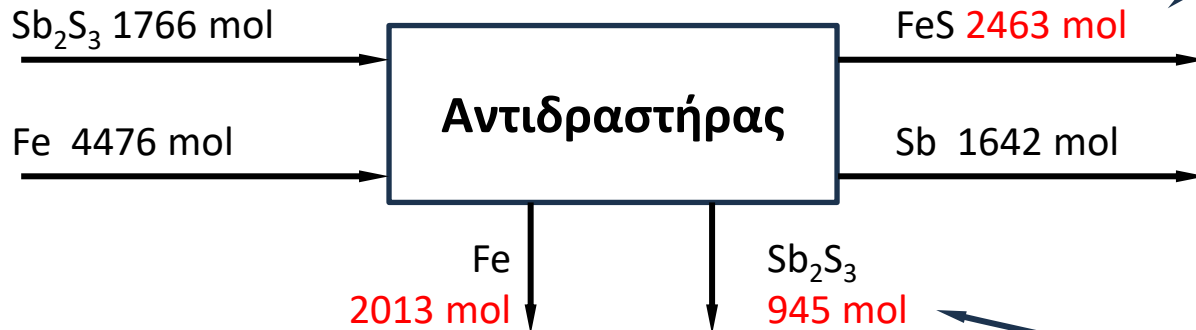 Sb₂S₃ 1766 mol
FeS 2463 mol
Αντιδραστήρας
Fe 4476 mol
Sb 1642 mol
Fe
2013 mol
Sb₂S₃
945 mol